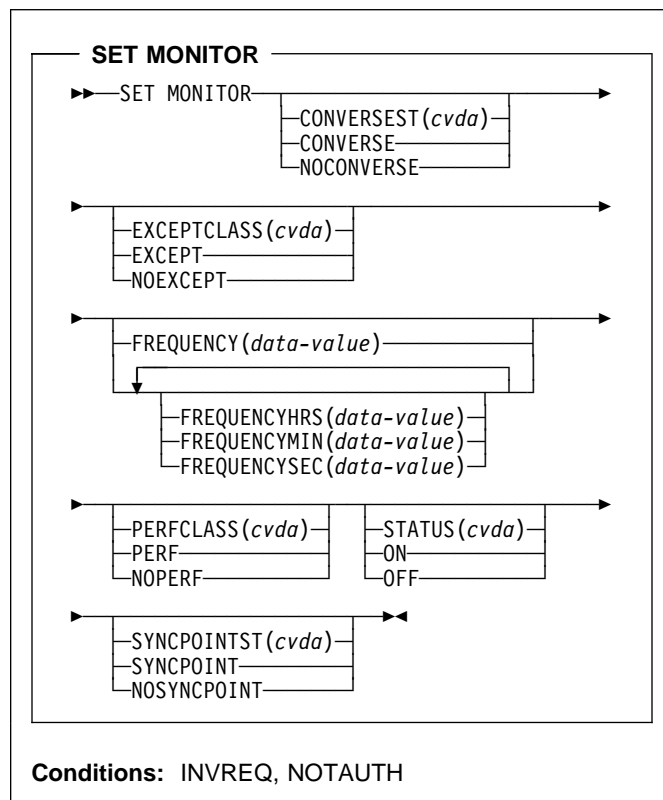 SET MONITOR
SET MONITOR
CONVERSEST(cvda)
CONVERSE
NOCONVERSE
EXCEPTCLASS(cvda)
EXCEPT
NOEXCEPT
FREQUENCY(data-value)
FREQUENCYHRS(data-value)
FREQUENCYMIN(data-value)
FREQUENCYSEC(data-value)
PERFCLASS(cvda) STATUS(cvda)
PERF ON
NOPERF OFF
SYNCPOINTST(cvda)
SYNCPOINT
NOSYNCPOINT
Conditions: INVREQ, NOTAUTH